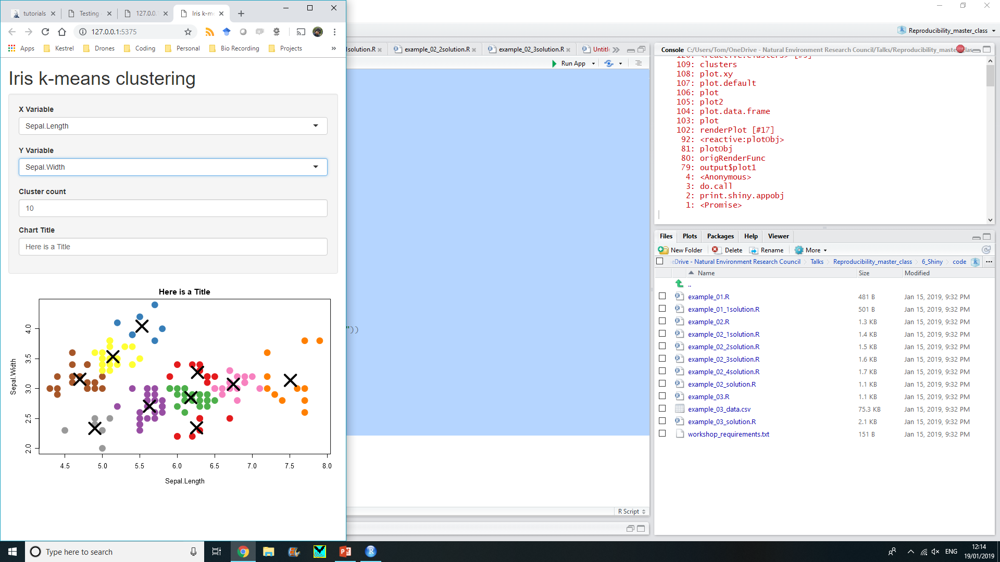 tutorials
Testing
127.0.0.
Iris k-me
127.0.0.1:5375
Apps
Kestrel
Drones
Coding
Personal
Bio Recording
Projects
»
Iris k-means clustering
X Variable
Sepal.Length
Y Variable
Sepal.Width
Cluster count
10
Chart Title
Here is a Title
Here is a Title
Sepal.Width
4.0
3.5
3.0
2.5
2.0
4.5 5.0 5.5 6.0 6.5 7.0 7.5 8.0
Sepal.Length
Reproducibility_master_class
1solution.R
example_02_2solution.R
example_02_3solution.R
Untitl
Run App
"))
R Script
Console C:/Users/Tom/OneDrive - Natural Environment Research Council/Talks/Reproducibility_master_clas
109: clusters
108: plot.xy
107: plot.default
106: plot
105: plot2
104: plot.data.frame
103: plot
102: renderPlot [#17]
92: <reactive:plotObj>
81: plotObj
80: origRenderFunc
79: output$plot1
4: <Anonymous>
3: do.call
2: print.shiny.appobj
1: <Promise>
Files Plots Packages Help Viewer
New Folder Delete Rename More
eDrive - Natural Environment Research Council Talks Reproducibility_master_class 6_Shiny code
Name Size Modified
..
example_01.R 481 B Jan 15, 2019, 9:32 PM
example_01_1solution.R 501 B Jan 15, 2019, 9:32 PM
example_02.R 1.3 KB Jan 15, 2019, 9:32 PM
example_02_1solution.R 1.4 KB Jan 15, 2019, 9:32 PM
example_02_2solution.R 1.5 KB Jan 15, 2019, 9:32 PM
example_02_3solution.R 1.6 KB Jan 15, 2019, 9:32 PM
example_02_4solution.R 1.7 KB Jan 15, 2019, 9:32 PM
example_02_solution.R 1.1 KB Jan 15, 2019, 9:32 PM
example_03.R 1.1 KB Jan 15, 2019, 9:32 PM
example_03_data.csv 75.3 KB Jan 15, 2019, 9:32 PM
example_03_solution.R 2.1 KB Jan 15, 2019, 9:32 PM
workshop_requirements.txt 151 B Jan 15, 2019, 9:32 PM
Type here to search
ENG
12:14
19/01/2019